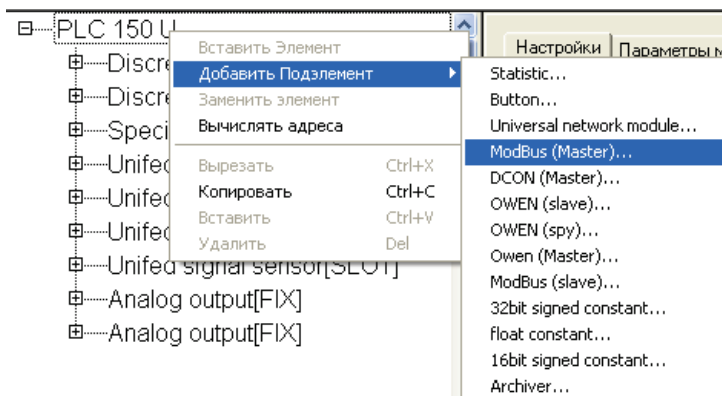 PLC 150 U
Discre
Discre
Speci
Unifed
Unifed
Unifed
Unifed signal sensor[SLOT]
Analog output[FIX]
Analog output[FIX]
Вставить Элемент
Добавить Подэлемент
Заменить элемент
Вычислять адреса
Вырезать Ctrl+X
Копировать Ctrl+C
Вставить Ctrl+V
Удалить Del
Настройки Параметры м
Statistic...
Button...
Universal network module...
ModBus (Master)...
DCON (Master)...
OWEN (slave)...
OWEN (spy)...
Owen (Master)...
ModBus (slave)...
32bit signed constant...
float constant...
16bit signed constant...
Archiver...